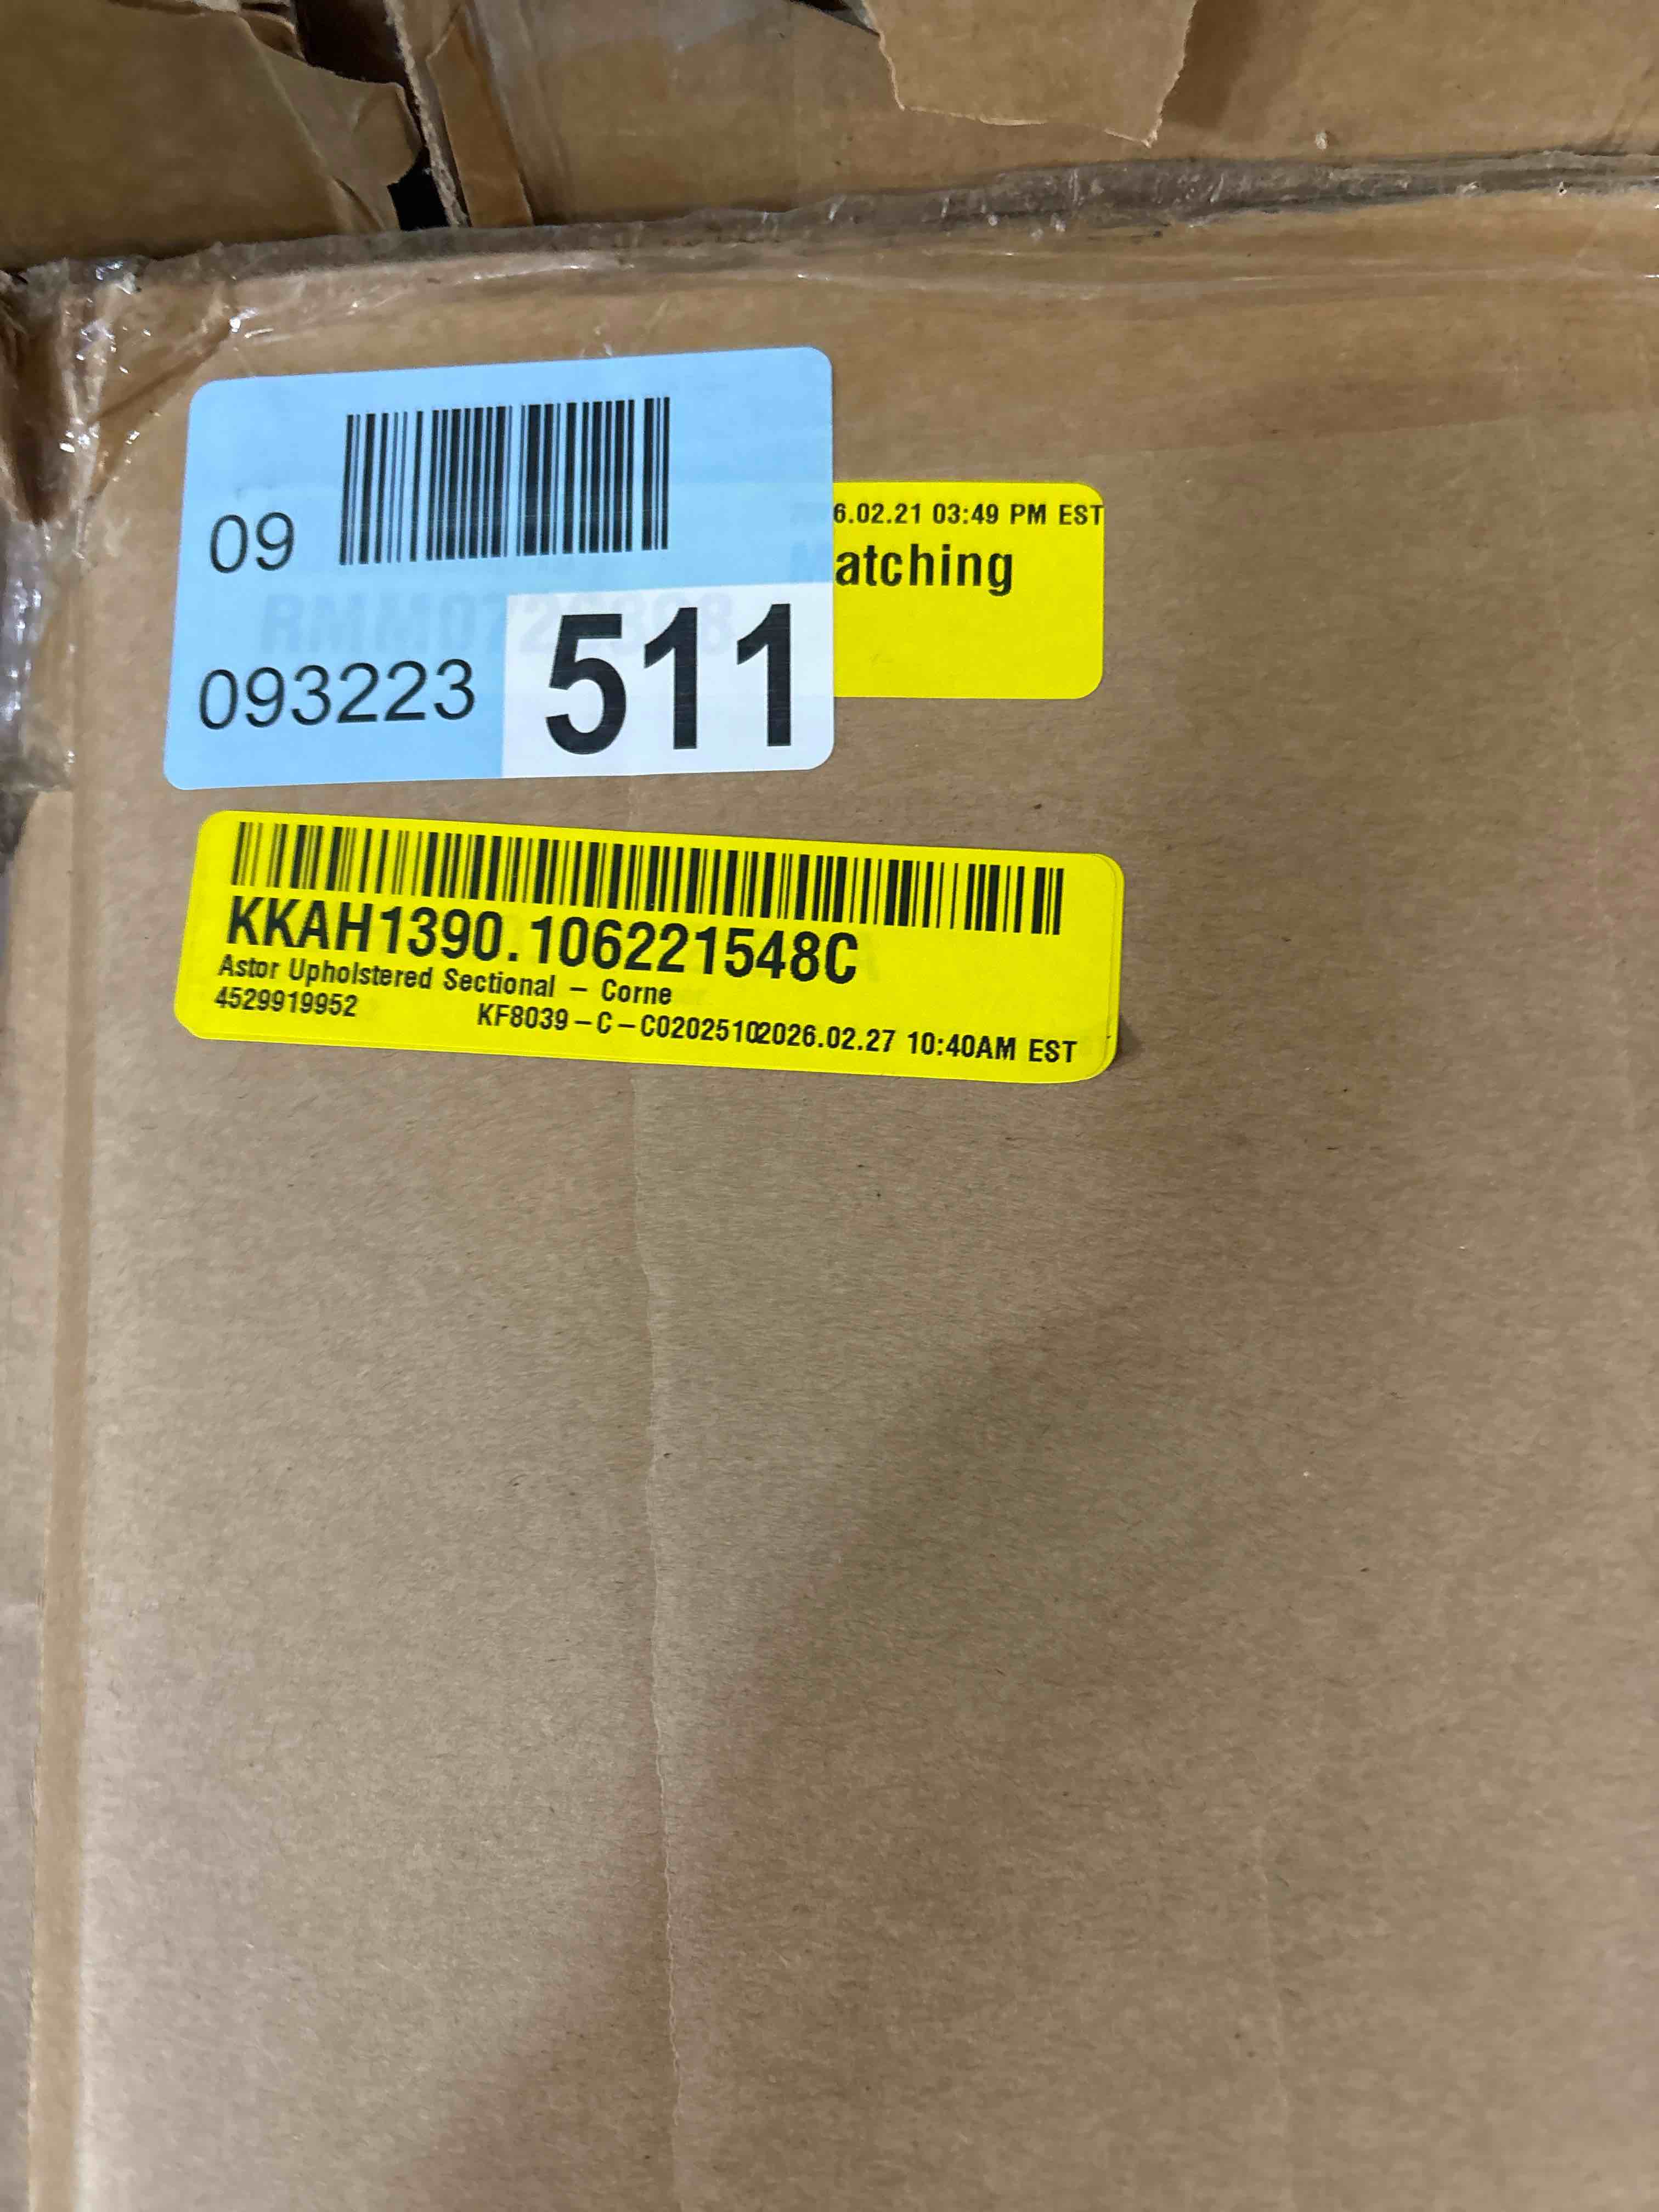 09
093223
511
6.02.21 03:49 PM EST
atching
KKAH1390.106221548C
Astor Upholstered Sectional - Corne
4529919952
KF8039-C-C02025102026.02.27 10:40AM EST